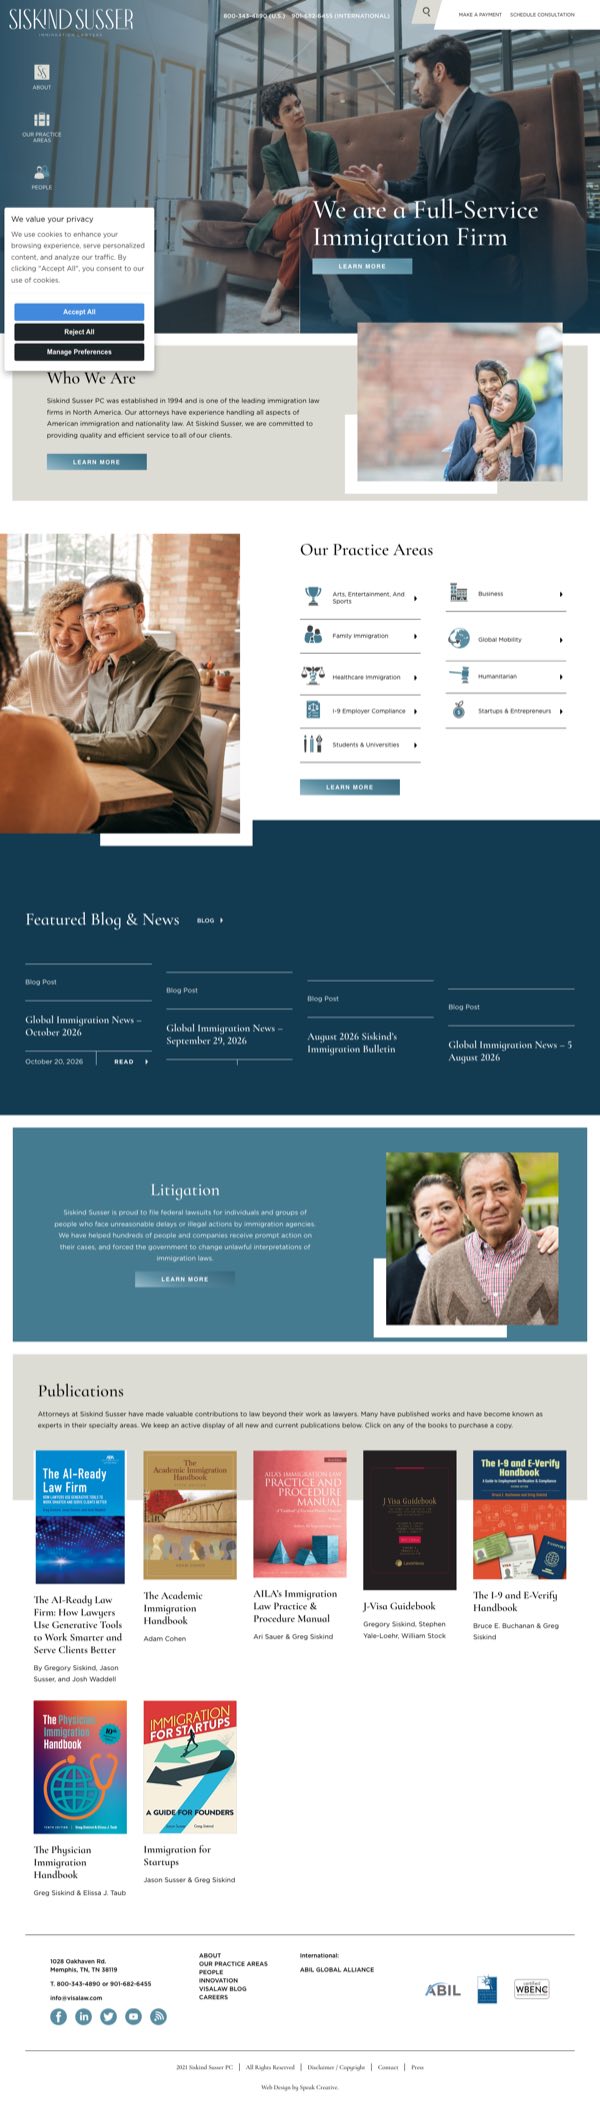 SISKIND SUSSER
IMMIGRATION LAWYERS
800-343-4890 (U.S.) 901-682-6455 (INTERNATIONAL)
MAKE A PAYMENT
SCHEDULE CONSULTATION
ABOUT
OUR PRACTICE
AREAS
PEOPLE
We are a Full-Service
Immigration Firm
LEARN MORE
We value your privacy
We use cookies to enhance your
browsing experience, serve personalized
content, and analyze our traffic. By
clicking "Accept All", you consent to our
use of cookies.
Accept All
Reject All
Manage Preferences
Who We Are
Siskind Susser PC was established in 1994 and is one of the leading immigration law
firms in North America. Our attorneys have experience handling all aspects of
American immigration and nationality law. At Siskind Susser, we are committed to
providing quality and efficient service to all of our clients.
LEARN MORE
Our Practice Areas
Arts, Entertainment, And
Sports
Business
Family Immigration
Global Mobility
Healthcare Immigration
Humanitarian
I-9 Employer Compliance
Startups & Entrepreneurs
Students & Universities
LEARN MORE
Featured Blog & News
BLOG
Blog Post
Global Immigration News –
October 2026
October 20, 2026
READ
Blog Post
Global Immigration News –
September 29, 2026
Blog Post
August 2026 Siskind's
Immigration Bulletin
Blog Post
Global Immigration News – 5
August 2026
Litigation
Siskind Susser is proud to file federal lawsuits for individuals and groups of
people who face unreasonable delays or illegal actions by immigration agencies.
We have helped hundreds of people and companies receive prompt action on
their cases, and forced the government to change unlawful interpretations of
immigration laws.
LEARN MORE
Publications
Attorneys at Siskind Susser have made valuable contributions to law beyond their work as lawyers. Many have published works and have become known as
experts in their specialty areas. We keep an active display of all new and current publications below. Click on any of the books to purchase a copy.
The AI-Ready
Law Firm
The
Academic Immigration
Handbook
AILA'S IMMIGRATION LAW
PRACTICE AND
PROCEDURE
MANUAL
J Visa Guidebook
The I-9 and E-Verify
Handbook
The AI-Ready Law
Firm: How Lawyers
Use Generative Tools
to Work Smarter and
Serve Clients Better
By Gregory Siskind, Jason
Susser, and Josh Waddell
The Academic
Immigration
Handbook
Adam Cohen
AILA's Immigration
Law Practice &
Procedure Manual
Ari Sauer & Greg Siskind
J-Visa Guidebook
Gregory Siskind, Stephen
Yale-Loehr, William Stock
The I-9 and E-Verify
Handbook
Bruce E. Buchanan & Greg
Siskind
The Physician
Immigration
Handbook
IMMIGRATION
FOR STARTUPS
A GUIDE FOR FOUNDERS
The Physician
Immigration
Handbook
Greg Siskind & Elissa J. Taub
Immigration for
Startups
Jason Susser & Greg Siskind
1028 Oakhaven Rd.
Memphis, TN, TN 38119
T. 800-343-4890 or 901-682-6455
info@visalaw.com
ABOUT
OUR PRACTICE AREAS
PEOPLE
INNOVATION
VISALAW BLOG
CAREERS
International:
ABIL GLOBAL ALLIANCE
ABIL
certified
WBENC
2021 Siskind Susser PC | All Rights Reserved | Disclaimer / Copyright | Contact | Press
Web Design by Speak Creative.